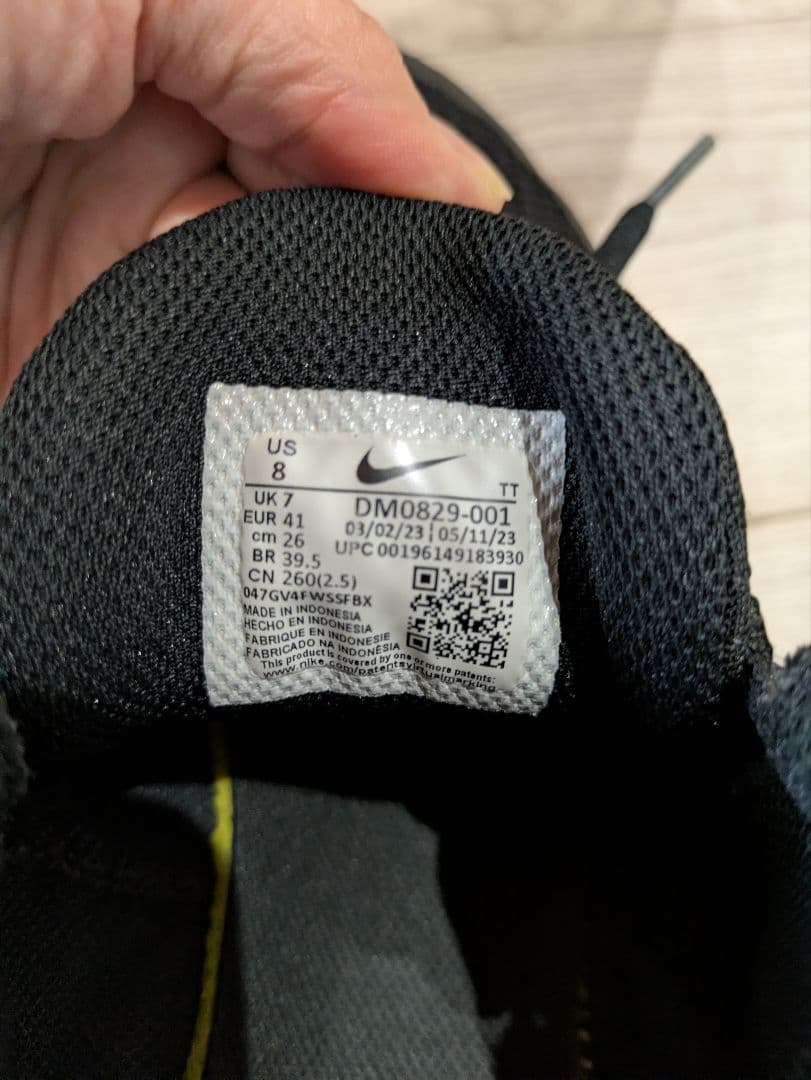 US
8
TT
UK 7
EUR 41
cm 26
BR 39.5
CN 260(2.5)
DM0829-001
03/02/23 | 05/11/23
UPC 00196149183930
047GV4FWSSFBX
MADE IN INDONESIA
HECHO EN INDONESIA
FABRIQUE EN INDONESIE
FABRICADO NA INDONÉSIA
This product is covered by one or more patents:
www.nike.com/patentsvirtualmarking